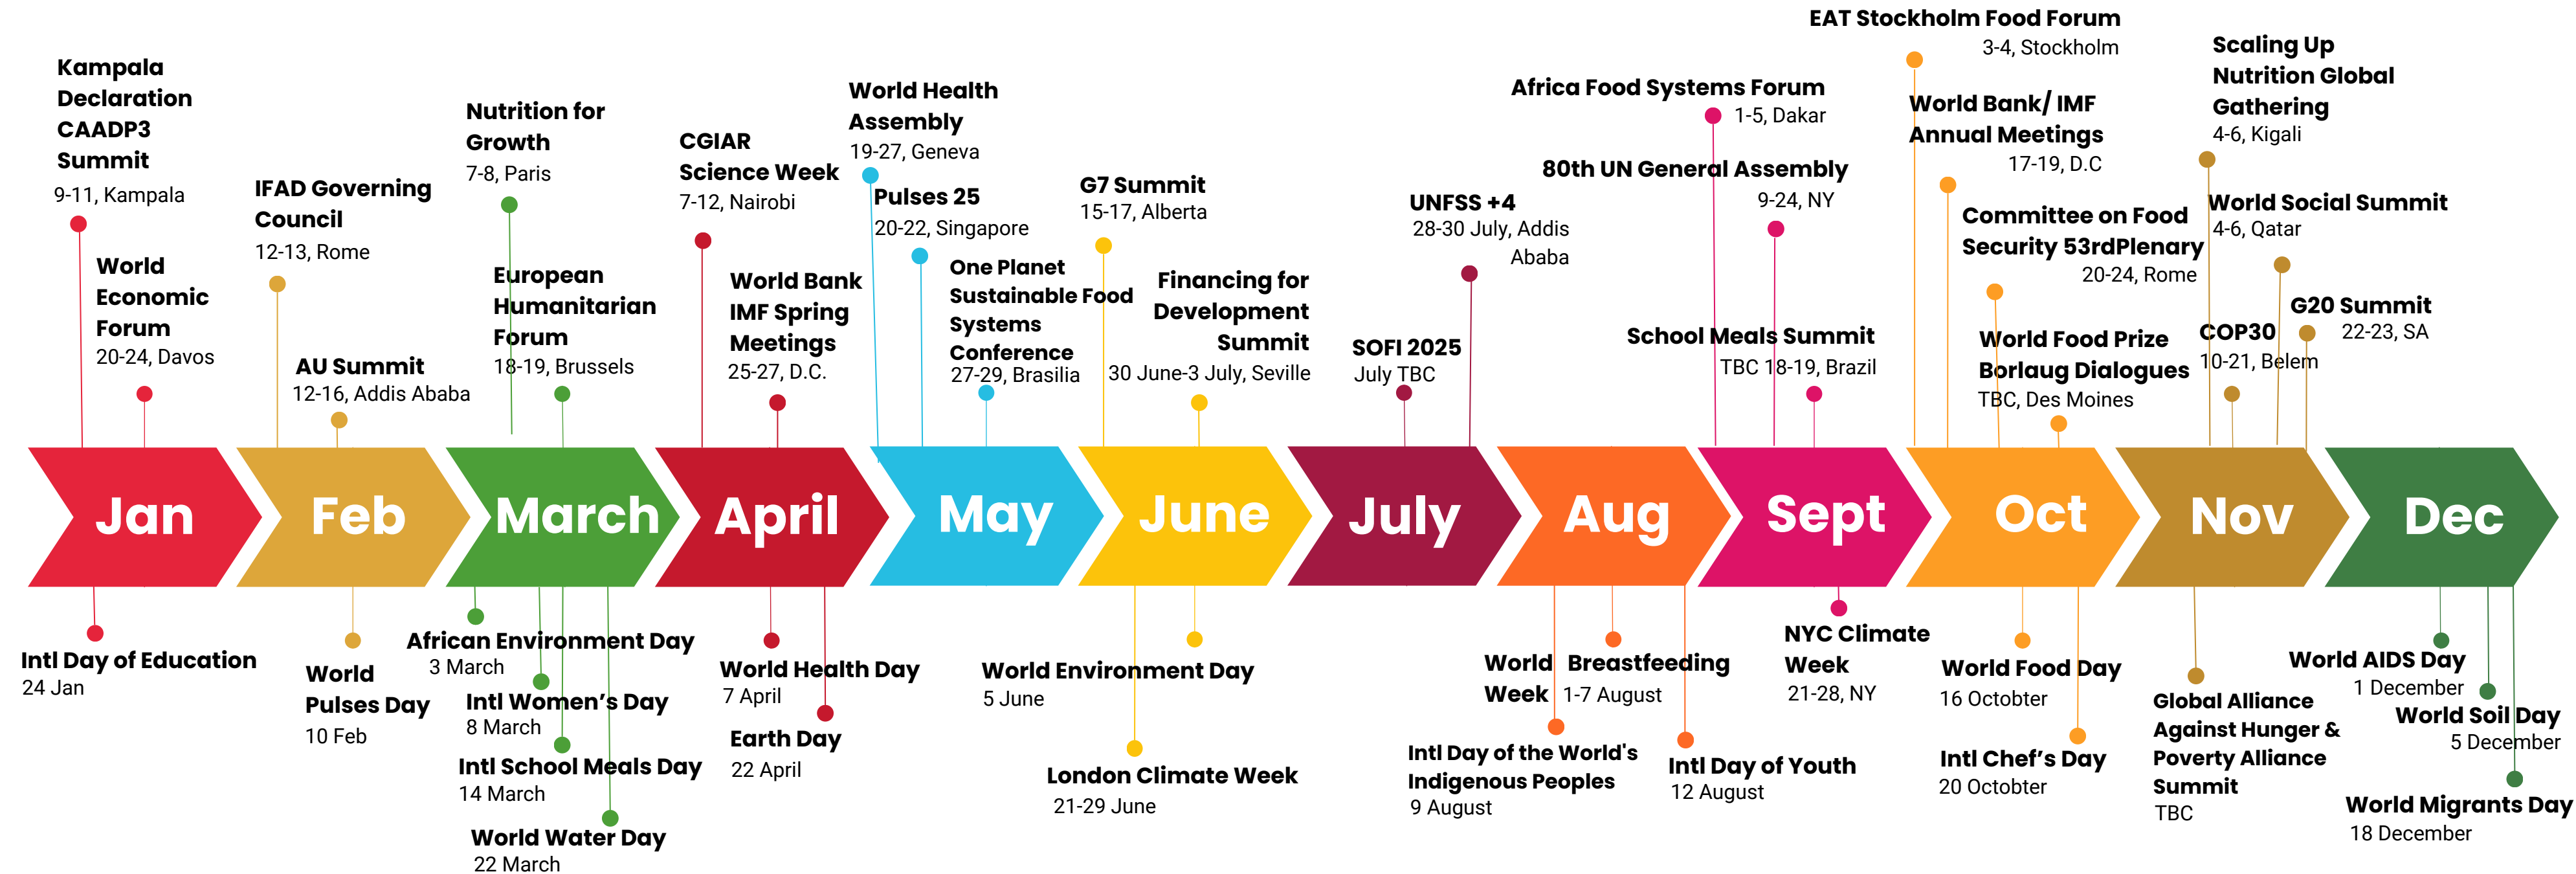 Kampala
Declaration
CAADP3
Summit
9-11, Kampala
World
Economic
Forum
20-24, Davos
IFAD Governing
Council
12-13, Rome
AU Summit
12-16, Addis Ababa
Nutrition for
Growth
7-8, Paris
European
Humanitarian
Forum
18-19, Brussels
CGIAR
Science Week
7-12, Nairobi
World Bank
IMF Spring
Meetings
25-27, D.C.
World Health
Assembly
19-27, Geneva
Pulses 25
20-22, Singapore
One Planet
Sustainable Food
Systems
Conference
27-29, Brasilia
G7 Summit
15-17, Alberta
Financing for
Development
Summit
30 June-3 July, Seville
SOFI 2025
July TBC
UNFSS +4
28-30 July, Addis
Ababa
Africa Food Systems Forum
1-5, Dakar
80th UN General Assembly
9-24, NY
School Meals Summit
TBC 18-19, Brazil
EAT Stockholm Food Forum
3-4, Stockholm
World Bank/ IMF
Annual Meetings
17-19, D.C
Committee on Food
Security 53rdPlenary
20-24, Rome
World Food Prize
Borlaug Dialogues
TBC, Des Moines
Scaling Up
Nutrition Global
Gathering
4-6, Kigali
World Social Summit
4-6, Qatar
COP30
10-21, Belem
G20 Summit
22-23, SA
Jan
Feb
March
April
May
June
July
Aug
Sept
Oct
Nov
Dec
Intl Day of Education
24 Jan
World
Pulses Day
10 Feb
African Environment Day
3 March
Intl Women’s Day
8 March
Intl School Meals Day
14 March
World Water Day
22 March
World Health Day
7 April
Earth Day
22 April
World Environment Day
5 June
London Climate Week
21-29 June
World Breastfeeding
Week 1-7 August
Intl Day of the World's
Indigenous Peoples
9 August
Intl Day of Youth
12 August
NYC Climate
Week
21-28, NY
World Food Day
16 Octobter
Intl Chef’s Day
20 Octobter
Global Alliance
Against Hunger &
Poverty Alliance
Summit
TBC
World AIDS Day
1 December
World Soil Day
5 December
World Migrants Day
18 December